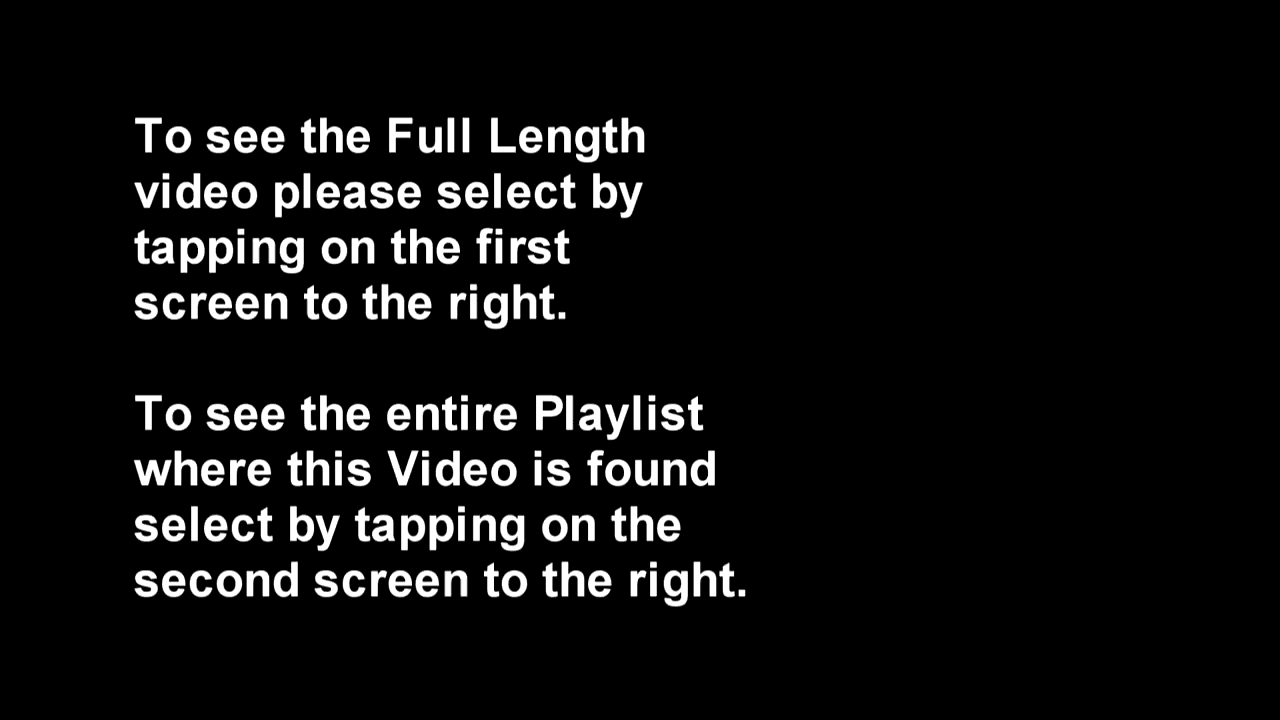 To see the Full Length
video please select by
tapping on the first
screen to the right.
To see the entire Playlist
where this Video is found
select by tapping on the
second screen to the right.